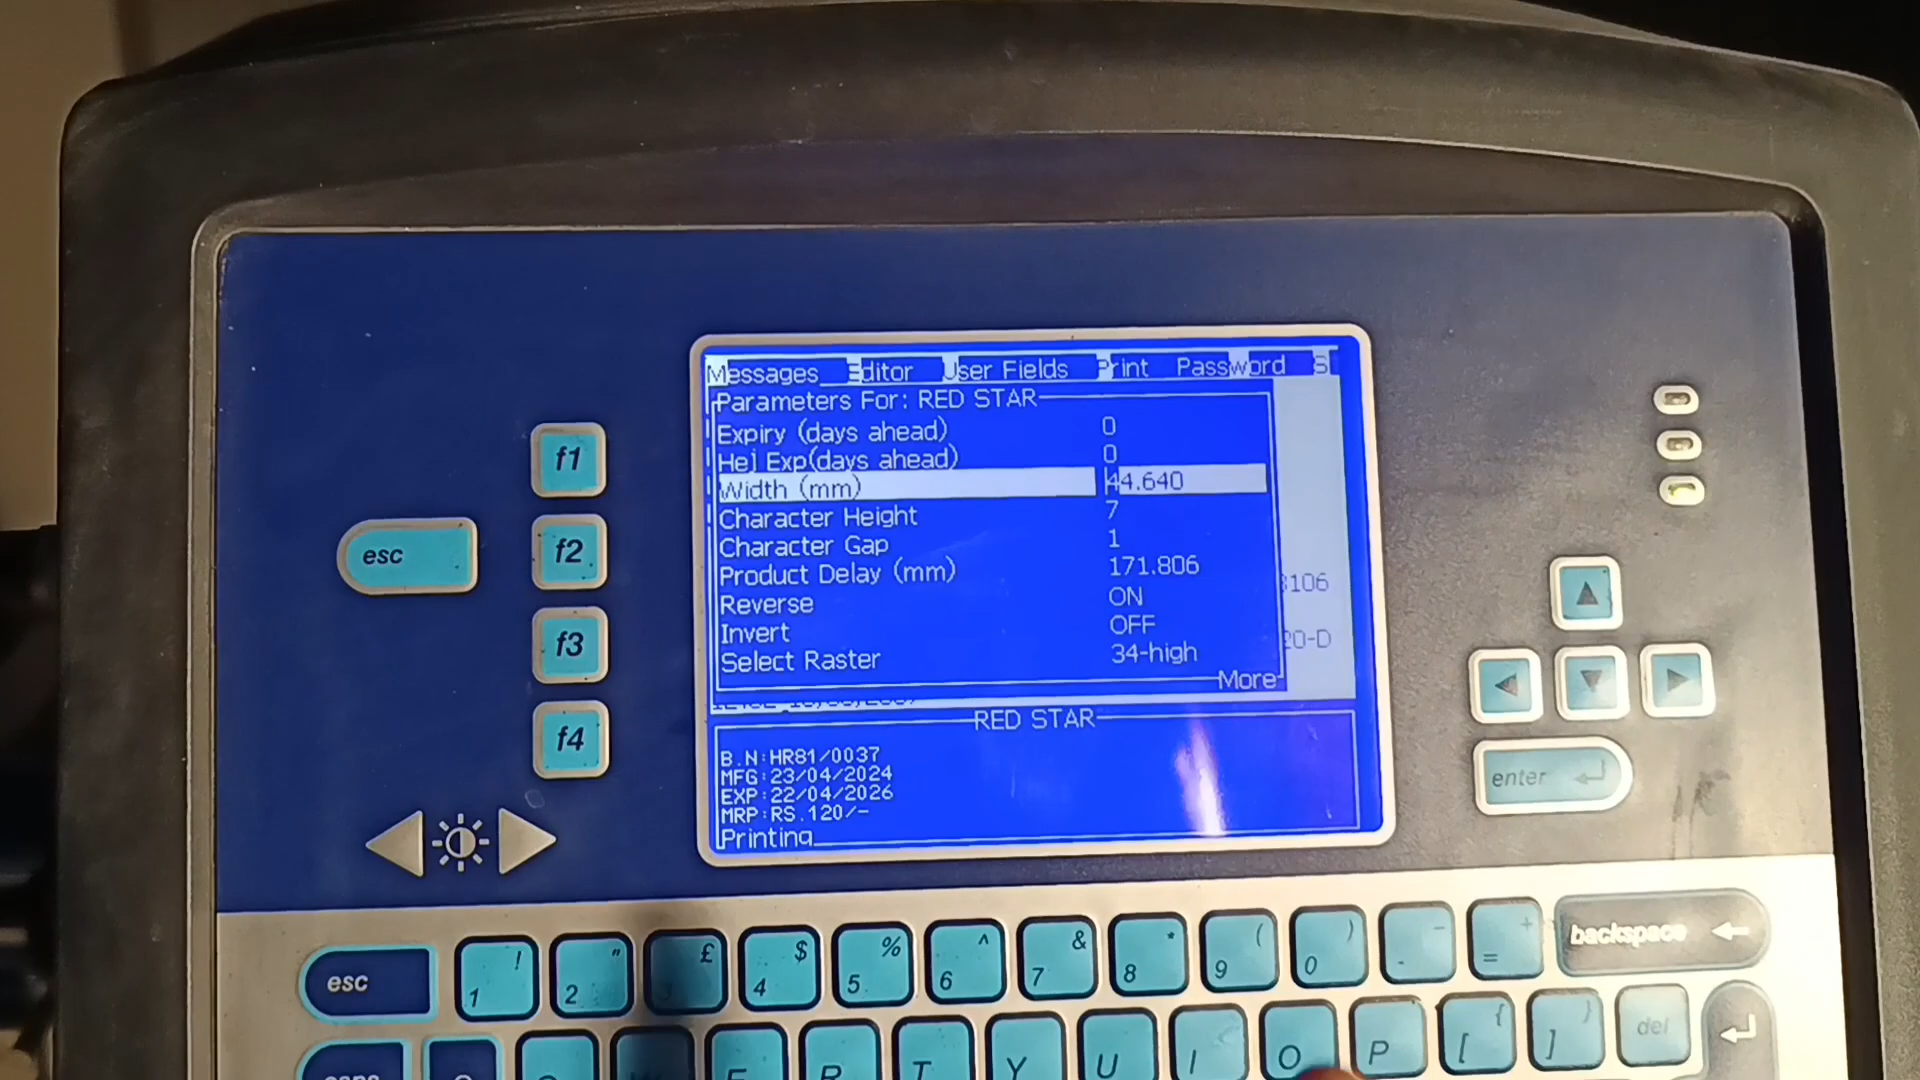 Messages Editor User Fields Print Password S
Parameters For: RED STAR
Expiry (days ahead) 0
Hej Exp(days ahead) 0
Width (mm) 44.640
Character Height 7
Character Gap 1
Product Delay (mm) 171.806
Reverse ON
3106
Invert OFF
20-D
Select Raster 34-high
More
RED STAR
B.N:HR81/0037
MFG:23/04/2024
EXP:22/04/2026
MRP:RS.120/-
Printing
f1
f2
f3
f4
esc
enter
esc
! 1
" 2
£
$ 4
% 5
^ 6
& 7
* 8
( 9
) 0
- -
+ =
backspace
E R T Y U I O P
{ [
} ]
del